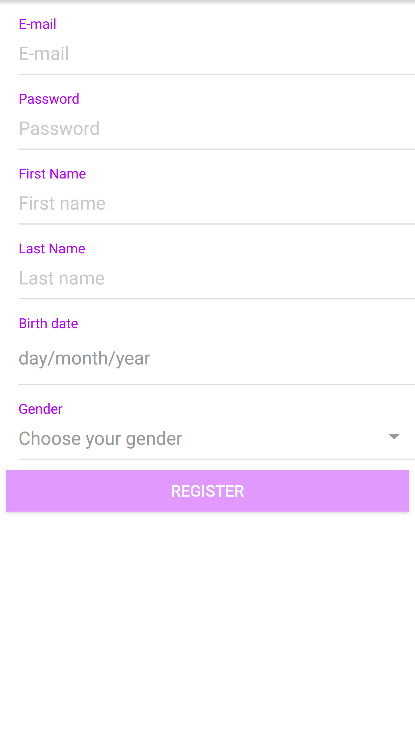 E-mail
E-mail
Password
Password
First Name
First name
Last Name
Last name
Birth date
day/month/year
Gender
Choose your gender
REGISTER